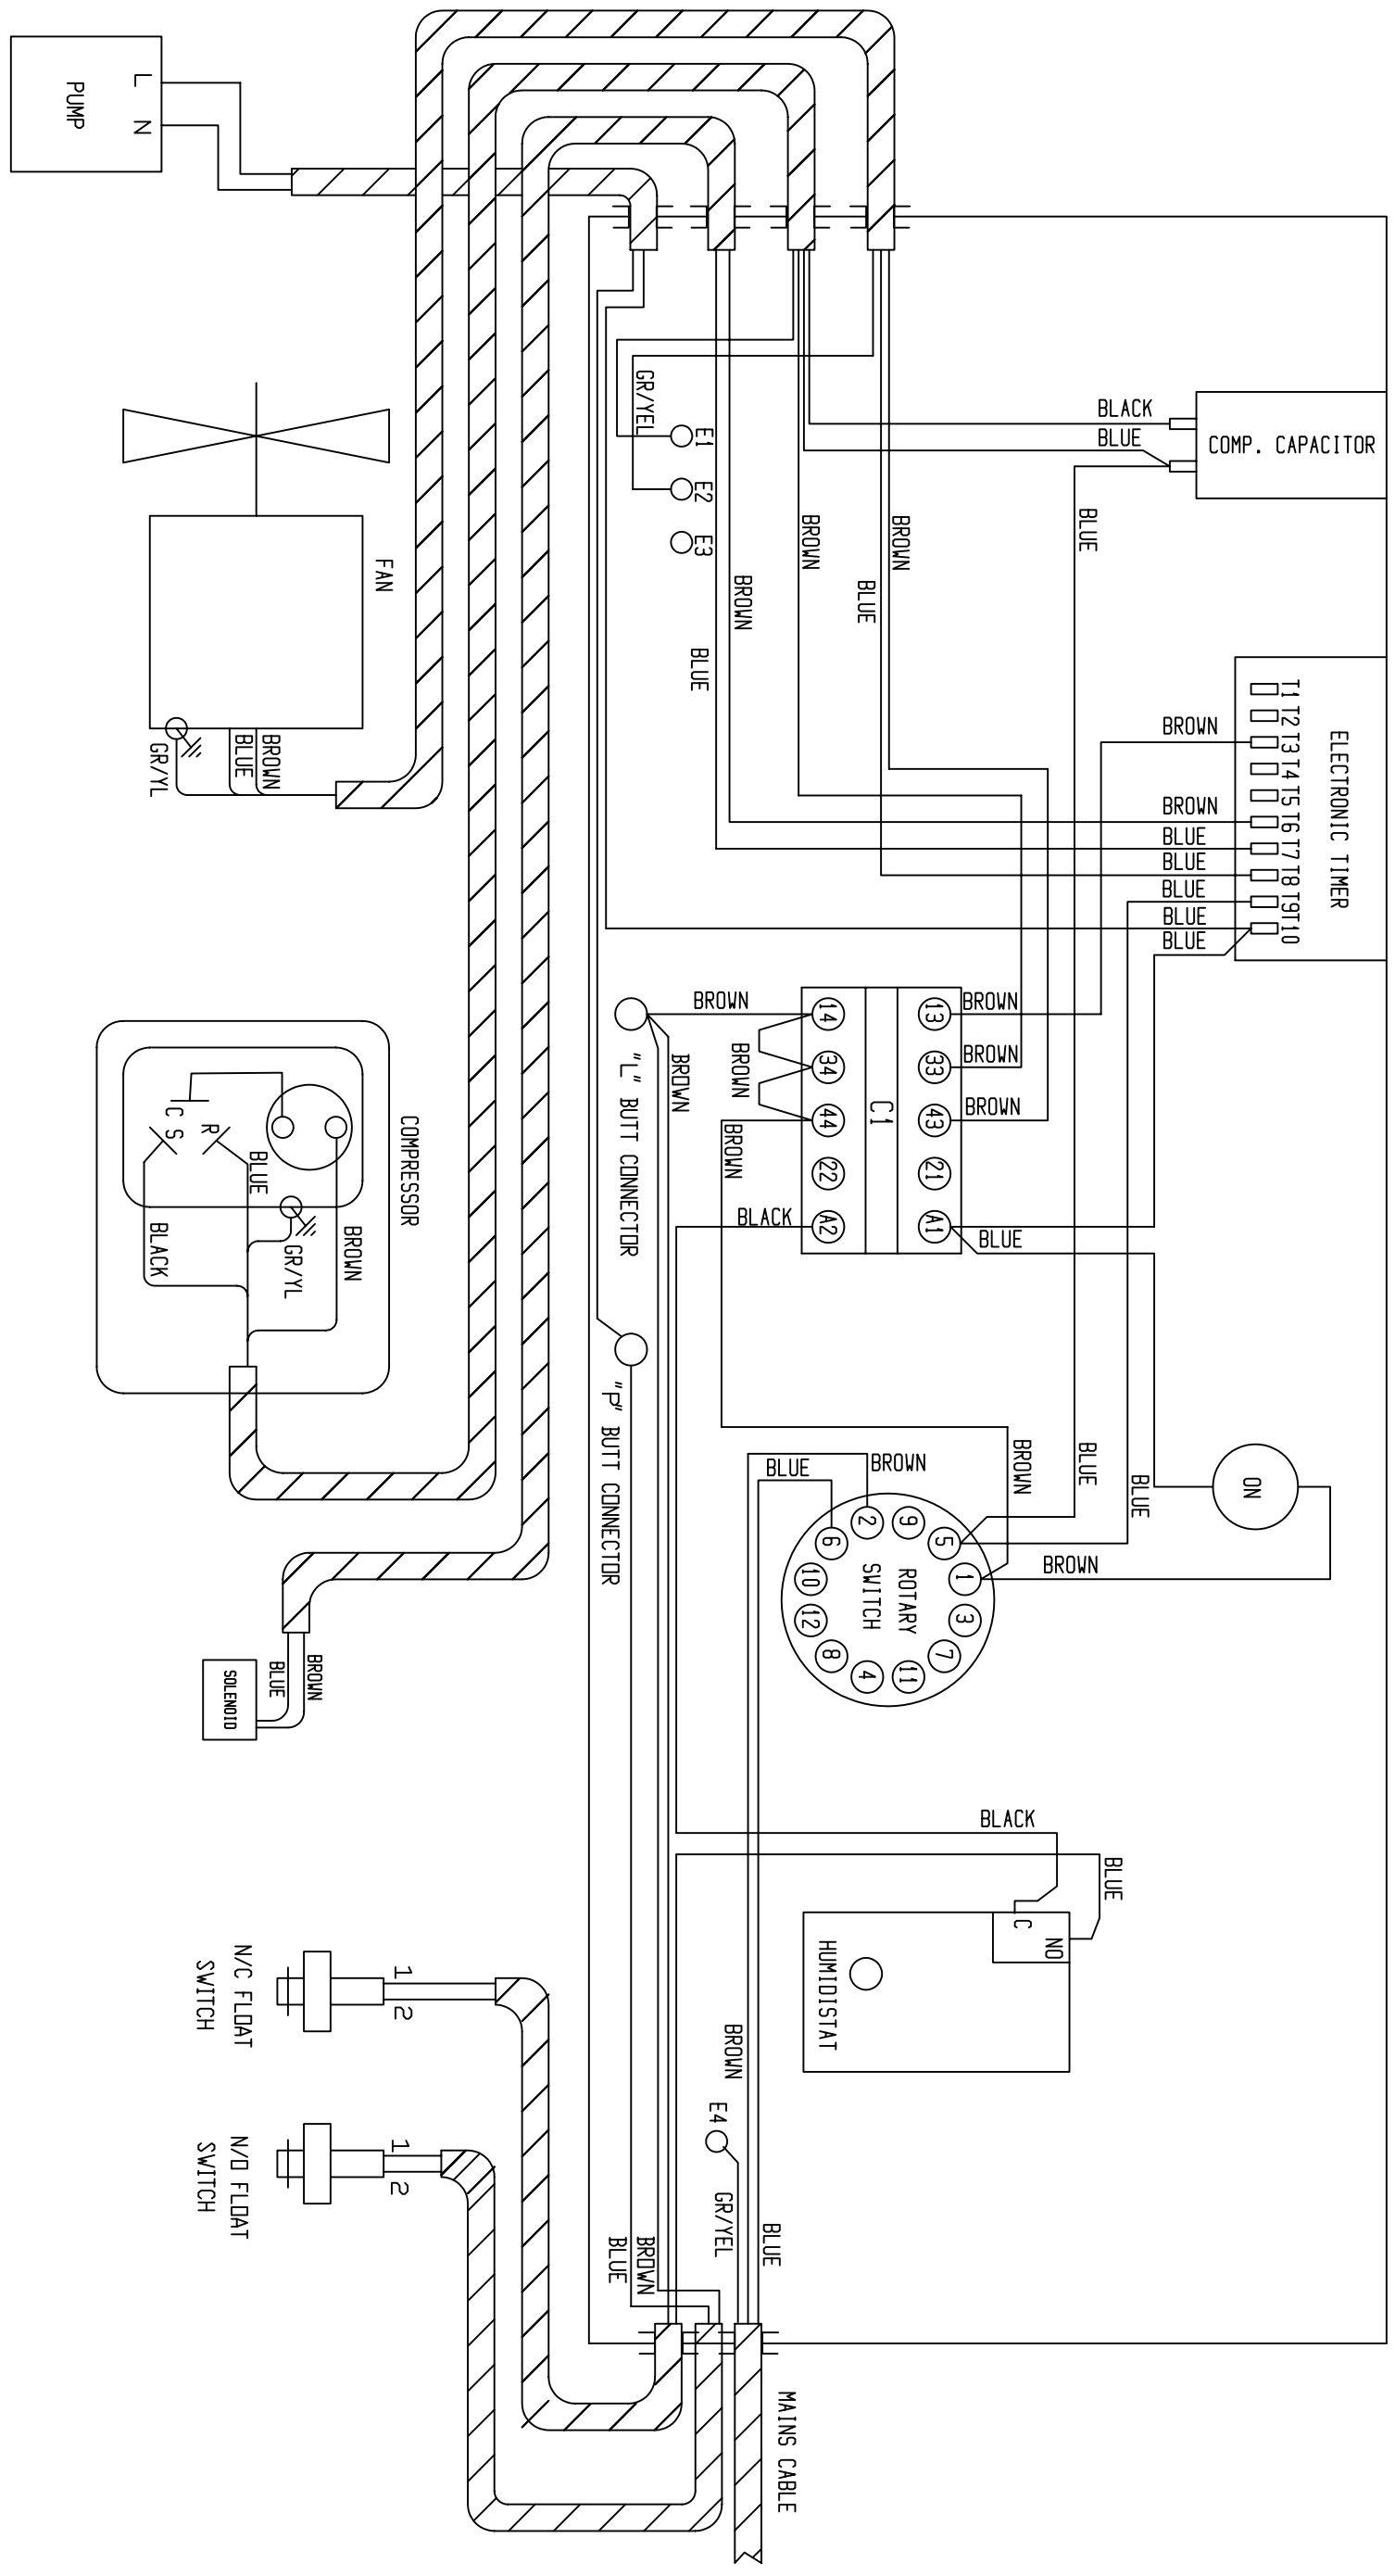 PUMP
L
N
FAN
GR/YL
BLUE
BROWN
COMPRESSOR
C
S
R
BLUE
GR/YL
BROWN
BLACK
SOLENOID
BLUE
BROWN
N/C FLOAT
SWITCH
1
2
N/O FLOAT
SWITCH
1
2
GR/YEL
E1
E2
E3
BLACK
BLUE
COMP. CAPACITOR
BLUE
BROWN
BROWN
BLUE
BROWN
BLUE
ELECTRONIC TIMER
T1
T2
T3
T4
T5
T6
T7
T8
T9
T10
BROWN
BROWN
BLUE
BLUE
BLUE
BLUE
BLUE
C1
13
33
43
21
A1
14
34
44
22
A2
BROWN
BROWN
BROWN
BLUE
BROWN
BROWN
BROWN
BROWN
BLACK
"L" BUTT CONNECTOR
"P" BUTT CONNECTOR
ON
BROWN
BLUE
BLUE
BROWN
BROWN
BLUE
ROTARY
SWITCH
1
3
7
11
4
8
12
10
6
2
9
5
BLACK
BLUE
HUMIDISTAT
C
NO
BROWN
E4
GR/YEL
BLUE
BROWN
BLUE
MAINS CABLE